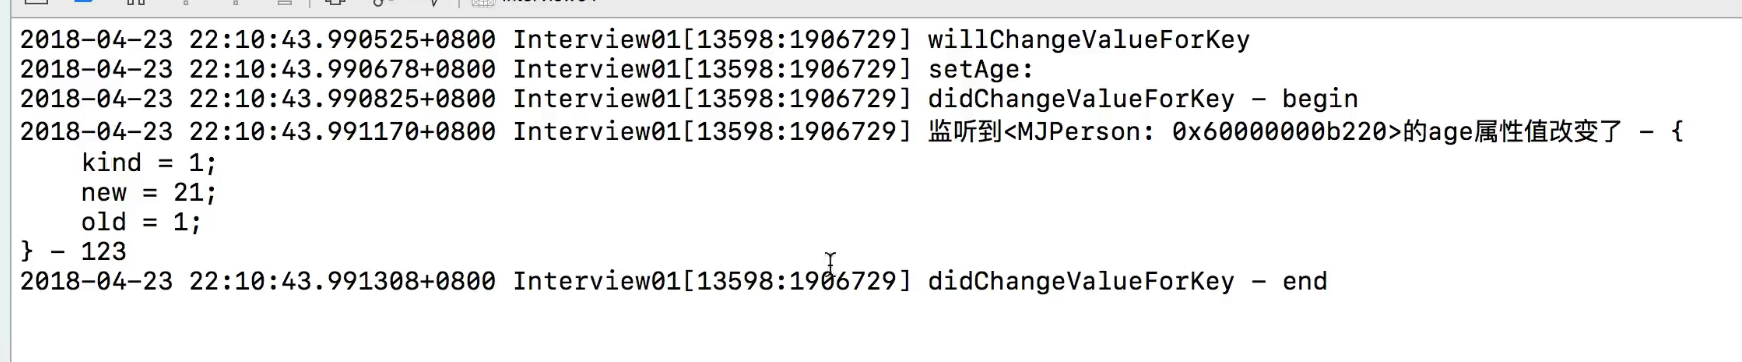 2018-04-23 22:10:43.990525+0800 Interview01[13598:1906729] willChangeValueForKey
2018-04-23 22:10:43.990678+0800 Interview01[13598:1906729] setAge:
2018-04-23 22:10:43.990825+0800 Interview01[13598:1906729] didChangeValueForKey - begin
2018-04-23 22:10:43.991170+0800 Interview01[13598:1906729] 监听到<MJPerson: 0x60000000b220>的age属性值改变了 - {
    kind = 1;
    new = 21;
    old = 1;
} - 123
2018-04-23 22:10:43.991308+0800 Interview01[13598:1906729] didChangeValueForKey - end